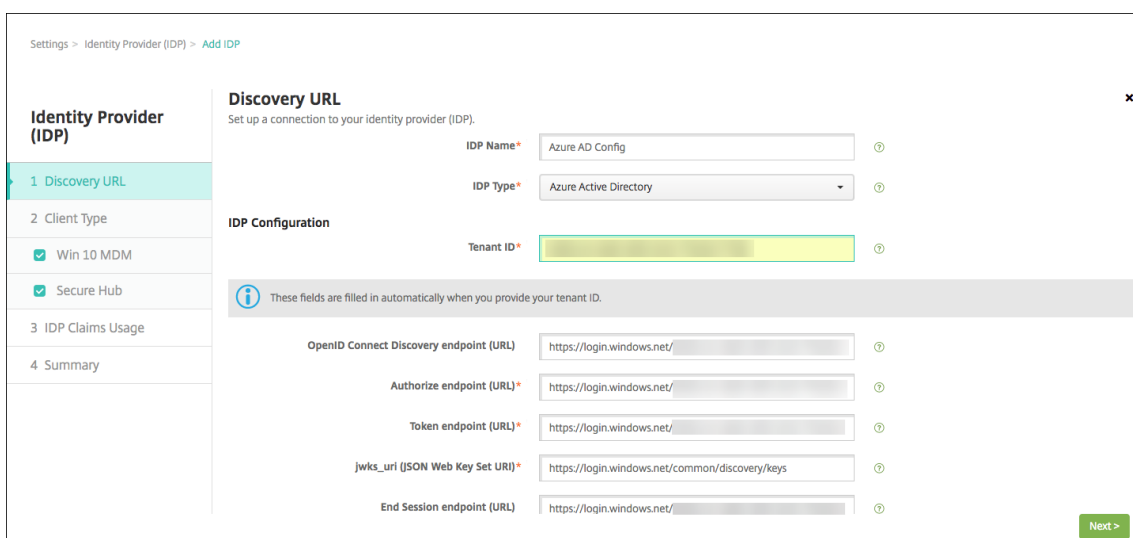 Settings > Identity Provider (IDP) > Add IDP
Identity Provider
(IDP)
1 Discovery URL
2 Client Type
Win 10 MDM
Secure Hub
3 IDP Claims Usage
4 Summary
Discovery URL
Set up a connection to your identity provider (IDP).
IDP Name* Azure AD Config
IDP Type* Azure Active Directory
IDP Configuration
Tenant ID*
These fields are filled in automatically when you provide your tenant ID.
OpenID Connect Discovery endpoint (URL) https://login.windows.net/
Authorize endpoint (URL)* https://login.windows.net/
Token endpoint (URL)* https://login.windows.net/
jwks_uri (JSON Web Key Set URI)* https://login.windows.net/common/discovery/keys
End Session endpoint (URL) https://login.windows.net/
Next >